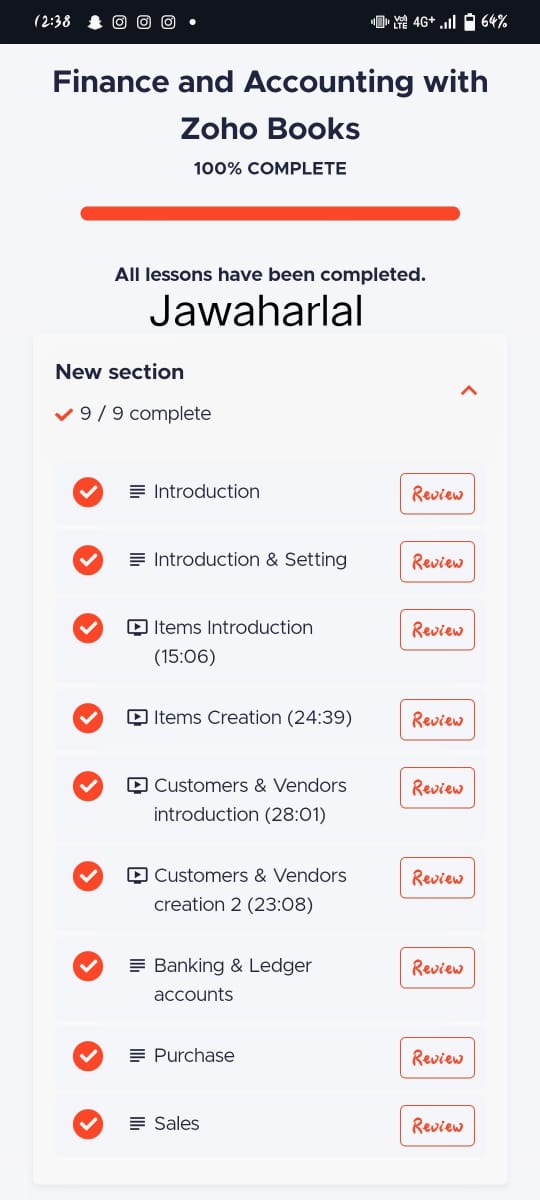 12:38
Vo) LTE 4G+ 64%
Finance and Accounting with
Zoho Books
100% COMPLETE
All lessons have been completed.
Jawaharlal
New section
9 / 9 complete
Introduction Review
Introduction & Setting Review
Items Introduction Review
(15:06)
Items Creation (24:39) Review
Customers & Vendors Review
introduction (28:01)
Customers & Vendors Review
creation 2 (23:08)
Banking & Ledger Review
accounts
Purchase Review
Sales Review